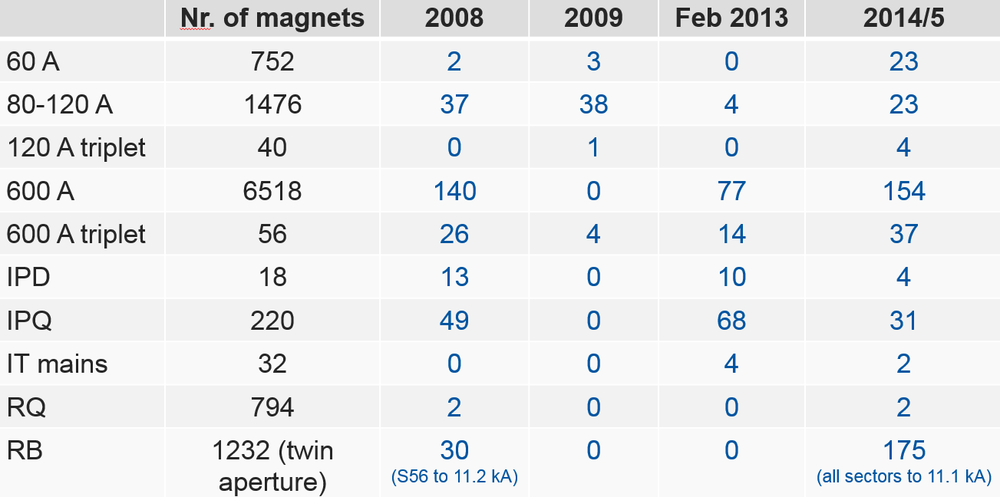 Nr. of magnets 2008 2009 Feb 2013 2014/5
60 A 752 2 3 0 23
80-120 A 1476 37 38 4 23
120 A triplet 40 0 1 0 4
600 A 6518 140 0 77 154
600 A triplet 56 26 4 14 37
IPD 18 13 0 10 4
IPQ 220 49 0 68 31
IT mains 32 0 0 4 2
RQ 794 2 0 0 2
RB 1232 (twin 30 0 0 175
aperture) (S56 to 11.2 kA) (all sectors to 11.1 kA)